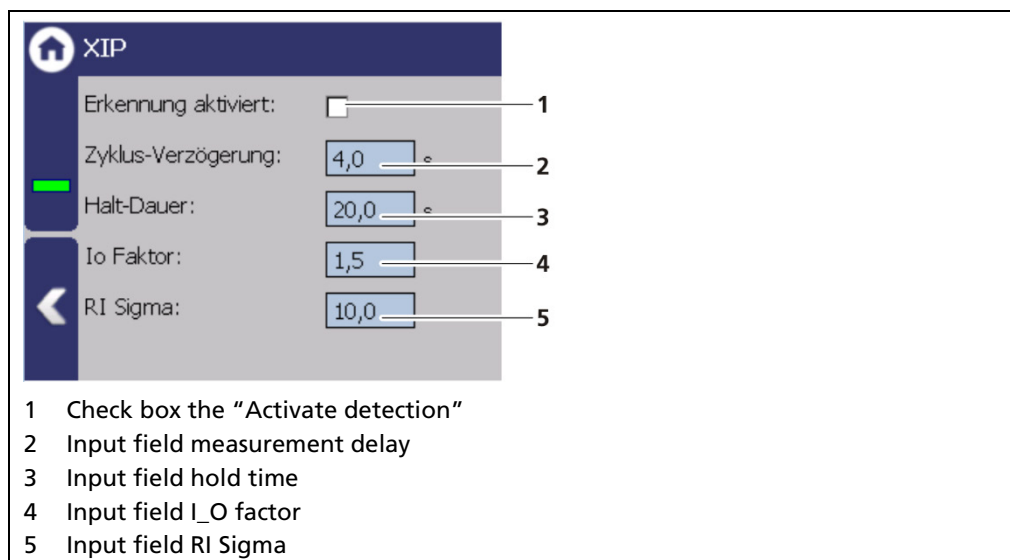 XIP
Erkennung aktiviert: 1
Zyklus-Verzögerung: 4,0 s 2
Halt-Dauer: 20,0 s 3
Io Faktor: 1,5 4
RI Sigma: 10,0 5
1 Check box the “Activate detection”
2 Input field measurement delay
3 Input field hold time
4 Input field I_O factor
5 Input field RI Sigma